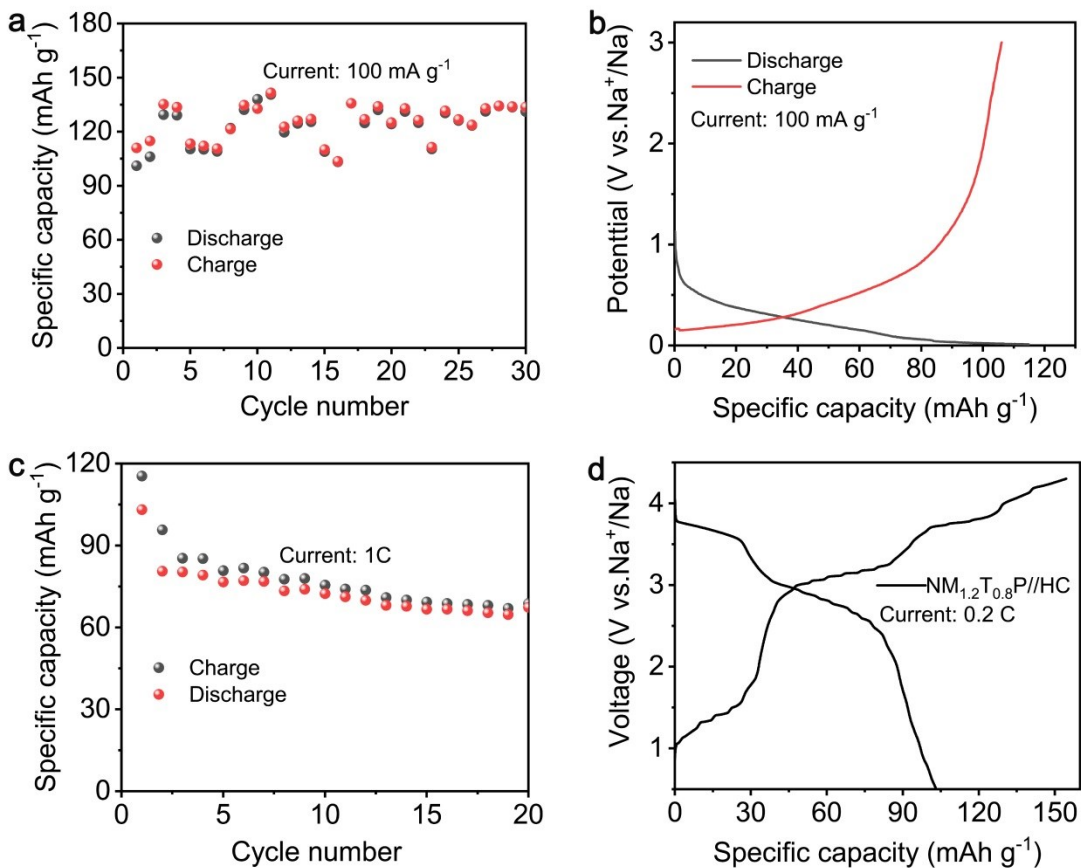 a
Specific capacity (mAh g⁻¹)
180
150
120
90
60
30
0
Current: 100 mA g⁻¹
Discharge
Charge
0 5 10 15 20 25 30
Cycle number
b
Potenttial (V vs.Na⁺/Na)
3
2
1
0
Discharge
Charge
Current: 100 mA g⁻¹
0 20 40 60 80 100 120
Specific capacity (mAh g⁻¹)
c
Specific capacity (mAh g⁻¹)
120
90
60
30
0
Current: 1C
Charge
Discharge
0 5 10 15 20
Cycle number
d
Voltage (V vs.Na⁺/Na)
4
3
2
1
NM₁.₂T₀.₈P//HC
Current: 0.2 C
0 30 60 90 120 150
Specific capacity (mAh g⁻¹)